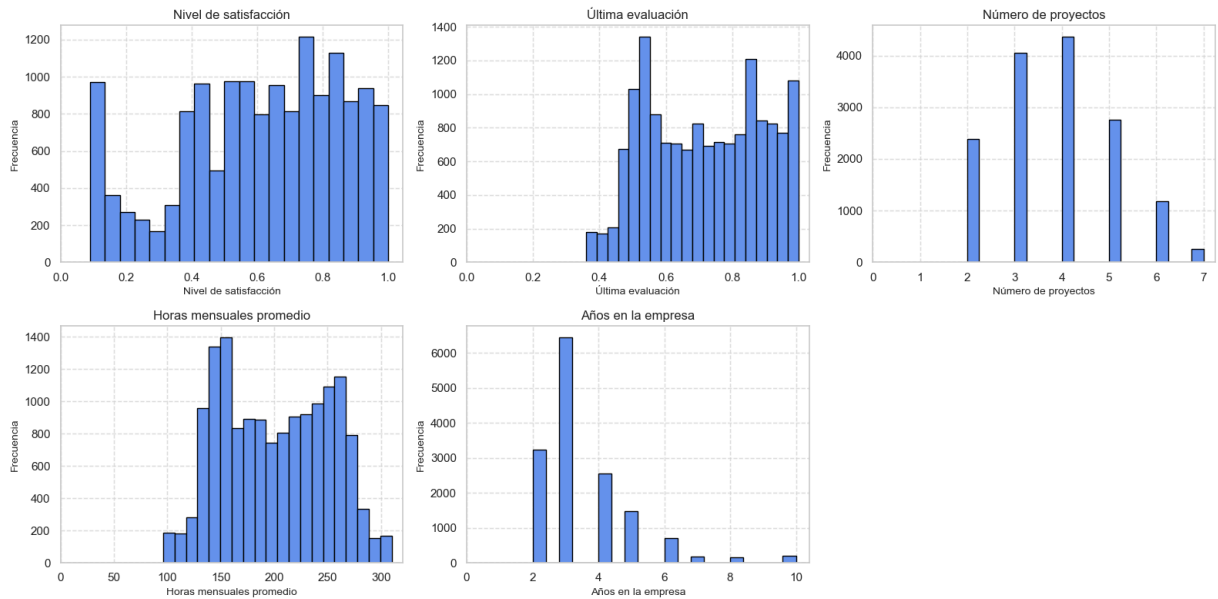 Nivel de satisfacción
Frecuencia
1200
1000
800
600
400
200
0
0.0 0.2 0.4 0.6 0.8 1.0
Nivel de satisfacción
Última evaluación
Frecuencia
1400
1200
1000
800
600
400
200
0
0.0 0.2 0.4 0.6 0.8 1.0
Última evaluación
Número de proyectos
Frecuencia
4000
3000
2000
1000
0
0 1 2 3 4 5 6 7
Número de proyectos
Horas mensuales promedio
Frecuencia
1400
1200
1000
800
600
400
200
0
0 50 100 150 200 250 300
Horas mensuales promedio
Años en la empresa
Frecuencia
6000
5000
4000
3000
2000
1000
0
0 2 4 6 8 10
Años en la empresa